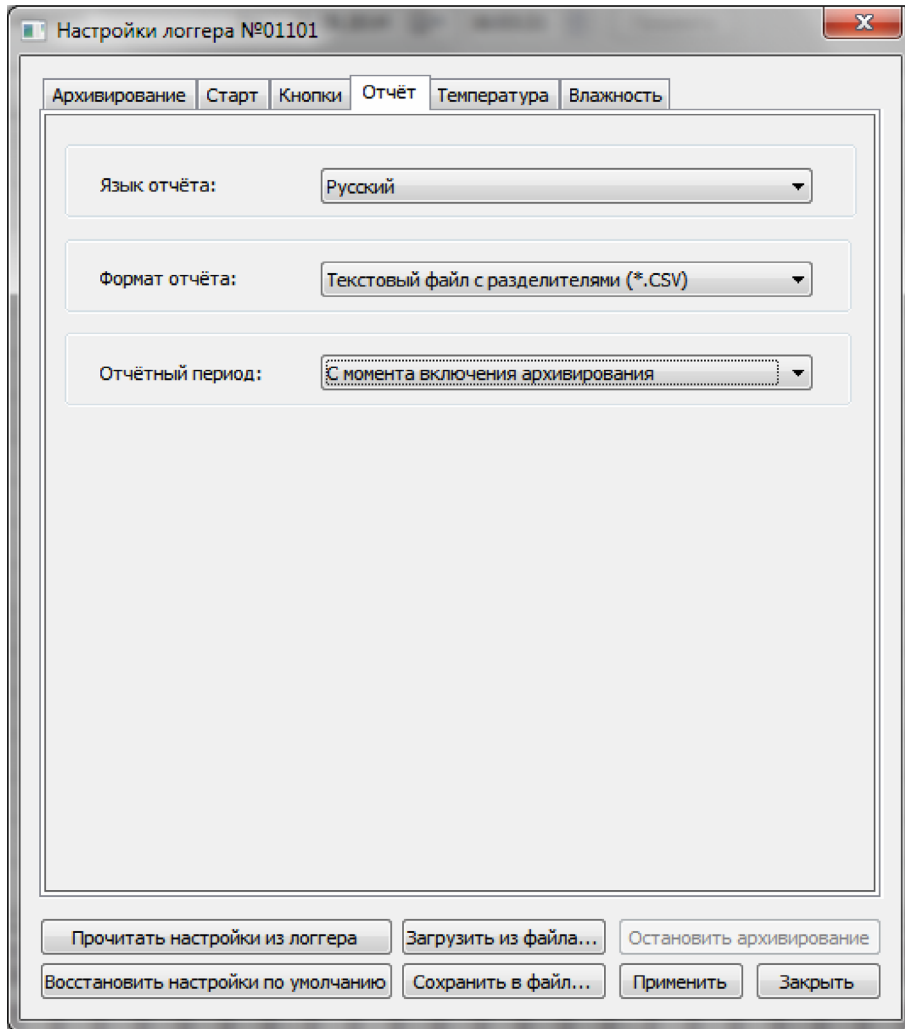 Настройки логгера №01101
Архивирование Старт Кнопки Отчёт Температура Влажность
Язык отчёта: Русский
Формат отчёта: Текстовый файл с разделителями (*.CSV)
Отчётный период: С момента включения архивирования
Прочитать настройки из логгера Загрузить из файла... Остановить архивирование
Восстановить настройки по умолчанию Сохранить в файл... Применить Закрыть